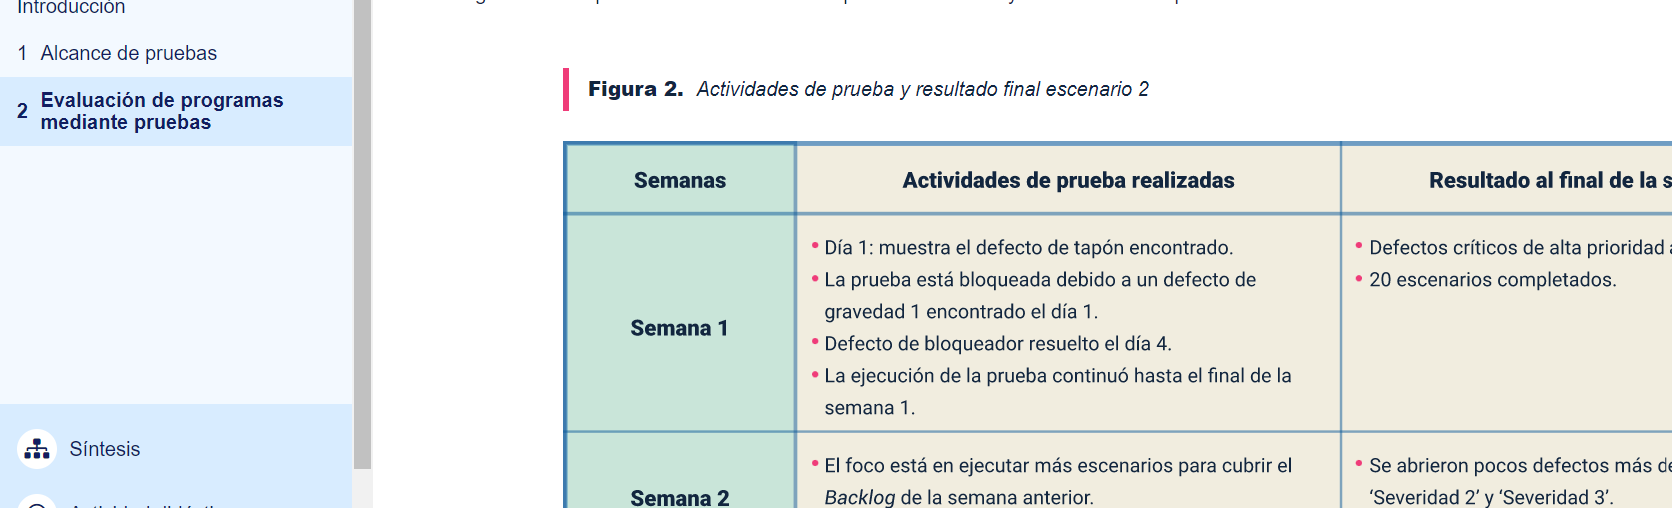 Introducción
1 Alcance de pruebas
2 Evaluación de programas
mediante pruebas
Síntesis
Figura 2. Actividades de prueba y resultado final escenario 2
Semanas
Actividades de prueba realizadas
Resultado al final de la s
Semana 1
• Día 1: muestra el defecto de tapón encontrado.
• La prueba está bloqueada debido a un defecto de
gravedad 1 encontrado el día 1.
• Defecto de bloqueador resuelto el día 4.
• La ejecución de la prueba continuó hasta el final de la
semana 1.
• Defectos críticos de alta prioridad
• 20 escenarios completados.
Semana 2
• El foco está en ejecutar más escenarios para cubrir el
Backlog de la semana anterior.
• Se abrieron pocos defectos más de
‘Severidad 2’ y ‘Severidad 3’.